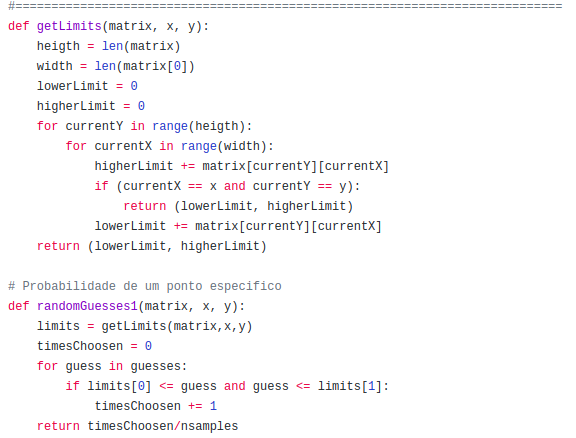 #============================================================================
def getLimits(matrix, x, y):
    heigth = len(matrix)
    width = len(matrix[0])
    lowerLimit = 0
    higherLimit = 0
    for currentY in range(heigth):
        for currentX in range(width):
            higherLimit += matrix[currentY][currentX]
            if (currentX == x and currentY == y):
                return (lowerLimit, higherLimit)
            lowerLimit += matrix[currentY][currentX]
    return (lowerLimit, higherLimit)

# Probabilidade de um ponto especifico
def randomGuesses1(matrix, x, y):
    limits = getLimits(matrix,x,y)
    timesChoosen = 0
    for guess in guesses:
        if limits[0] <= guess and guess <= limits[1]:
            timesChoosen += 1
    return timesChoosen/nsamples